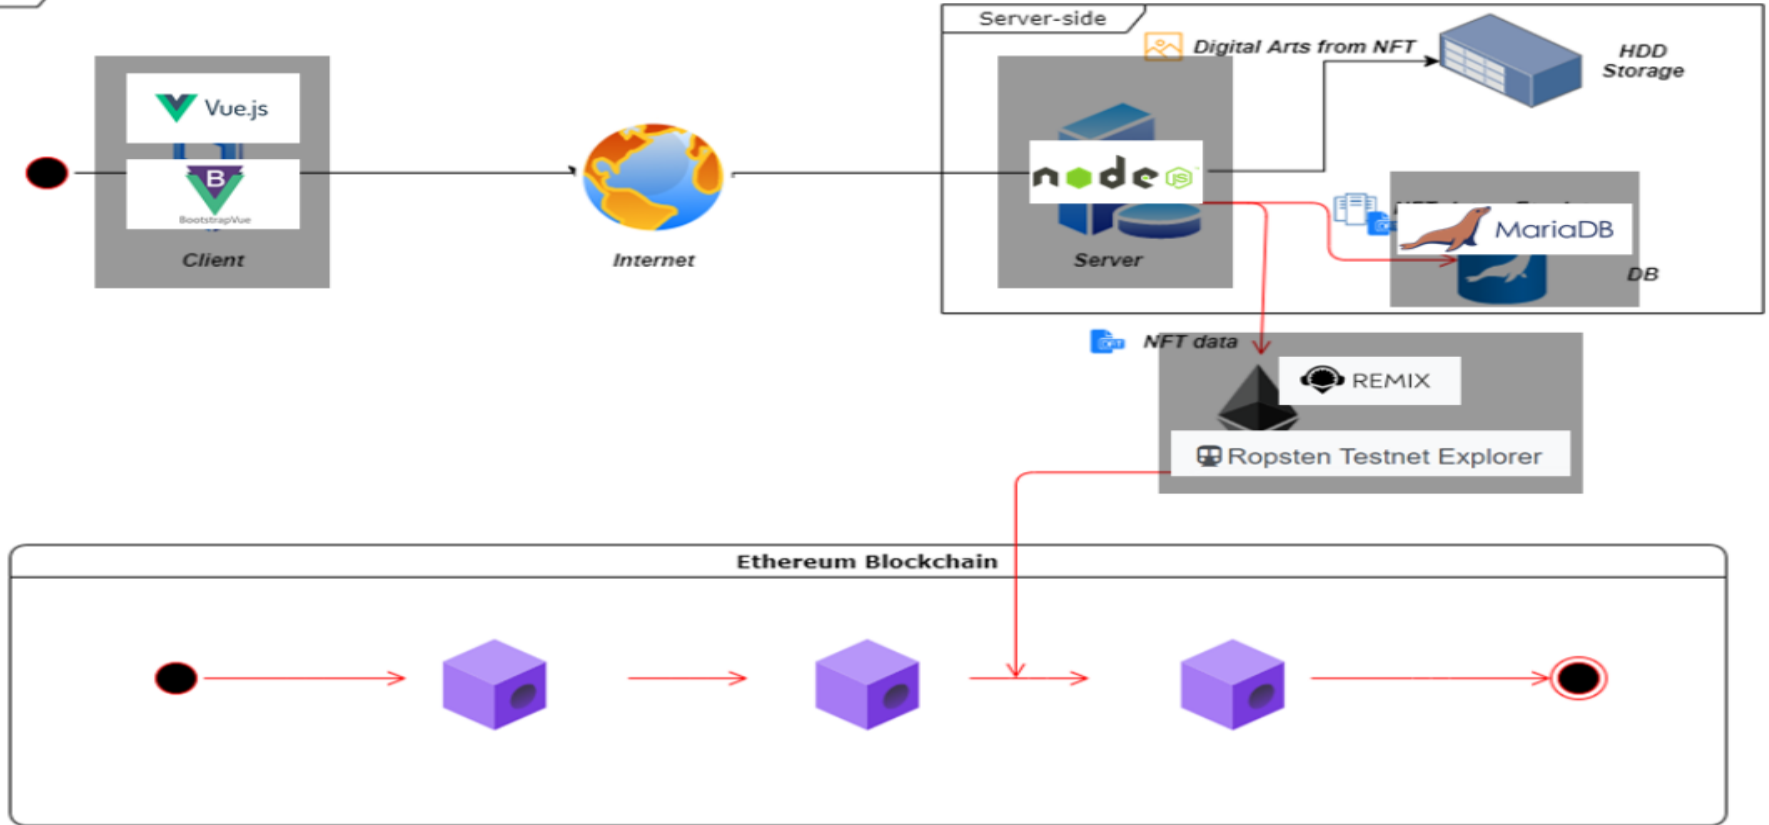 Server-side
Digital Arts from NFT
HDD
Storage
Vue.js
B
BootstrapVue
Client
Internet
node
JS
Server
MariaDB
DB
NFT data
REMIX
Ropsten Testnet Explorer
Ethereum Blockchain